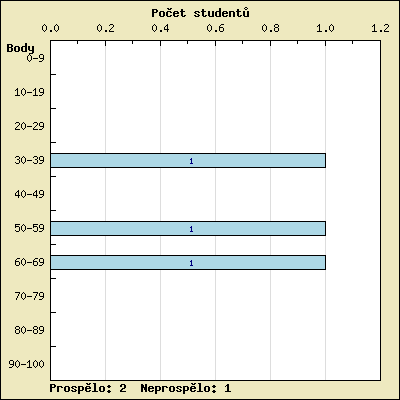 Počet studentů
0.0 0.2 0.4 0.6 0.8 1.0 1.2
Body
0-9
10-19
20-29
30-39 1
40-49
50-59 1
60-69 1
70-79
80-89
90-100
Prospělo: 2 Neprospělo: 1